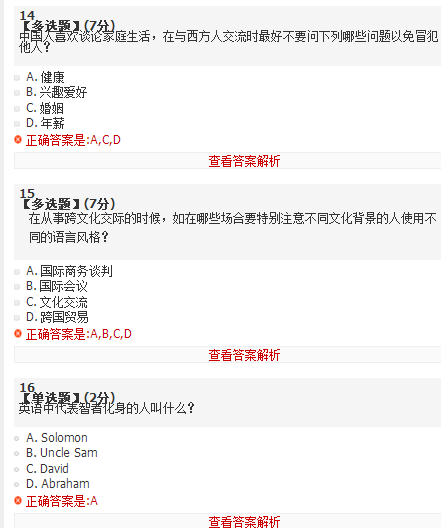 14
【多选题】(7分)
中国人喜欢谈论家庭生活，在与西方人交流时最好不要问下列哪些问题以免冒犯
他人？
A. 健康
B. 兴趣爱好
C. 婚姻
D. 年薪
正确答案是:A,C,D
查看答案解析
15
【多选题】(7分)
在从事跨文化交际的时候，如在哪些场合要特别注意不同文化背景的人使用不
同的语言风格？
A. 国际商务谈判
B. 国际会议
C. 文化交流
D. 跨国贸易
正确答案是:A,B,C,D
查看答案解析
16
【单选题】(2分)
英语中代表智者化身的人叫什么？
A. Solomon
B. Uncle Sam
C. David
D. Abraham
正确答案是:A
查看答案解析